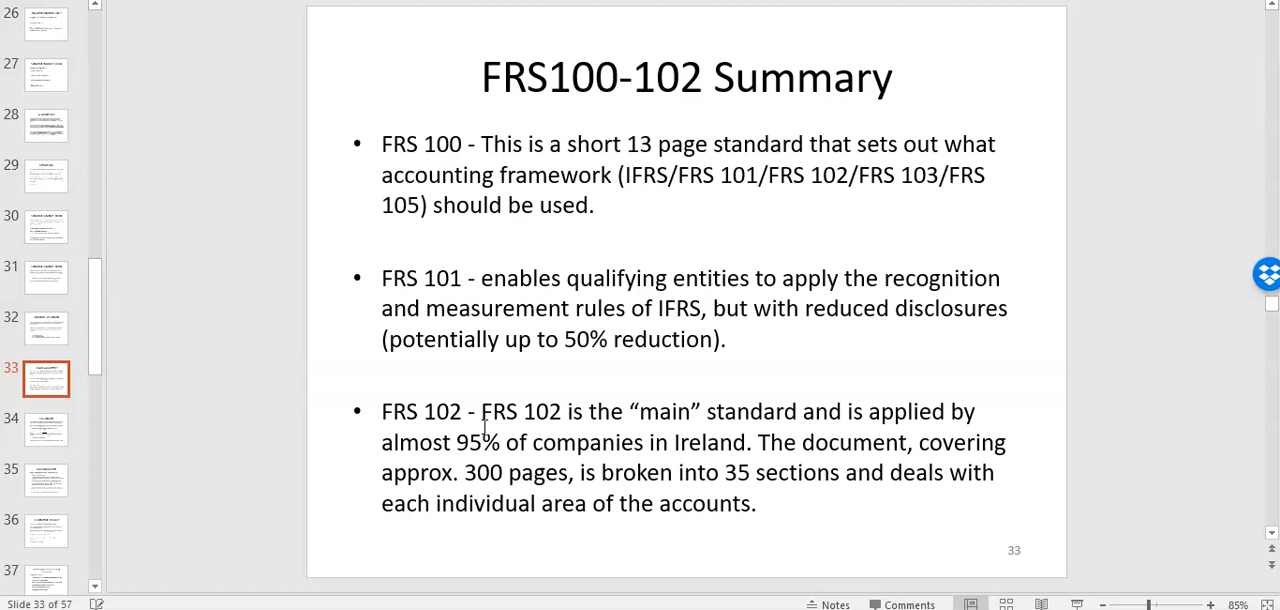 26
27
28
29
30
31
32
33
34
35
36
37
FRS100-102 Summary
• FRS 100 - This is a short 13 page standard that sets out what
accounting framework (IFRS/FRS 101/FRS 102/FRS 103/FRS
105) should be used.
• FRS 101 - enables qualifying entities to apply the recognition
and measurement rules of IFRS, but with reduced disclosures
(potentially up to 50% reduction).
• FRS 102 - FRS 102 is the “main” standard and is applied by
almost 95% of companies in Ireland. The document, covering
approx. 300 pages, is broken into 35 sections and deals with
each individual area of the accounts.
33
Slide 33 of 57
Notes
Comments
85%